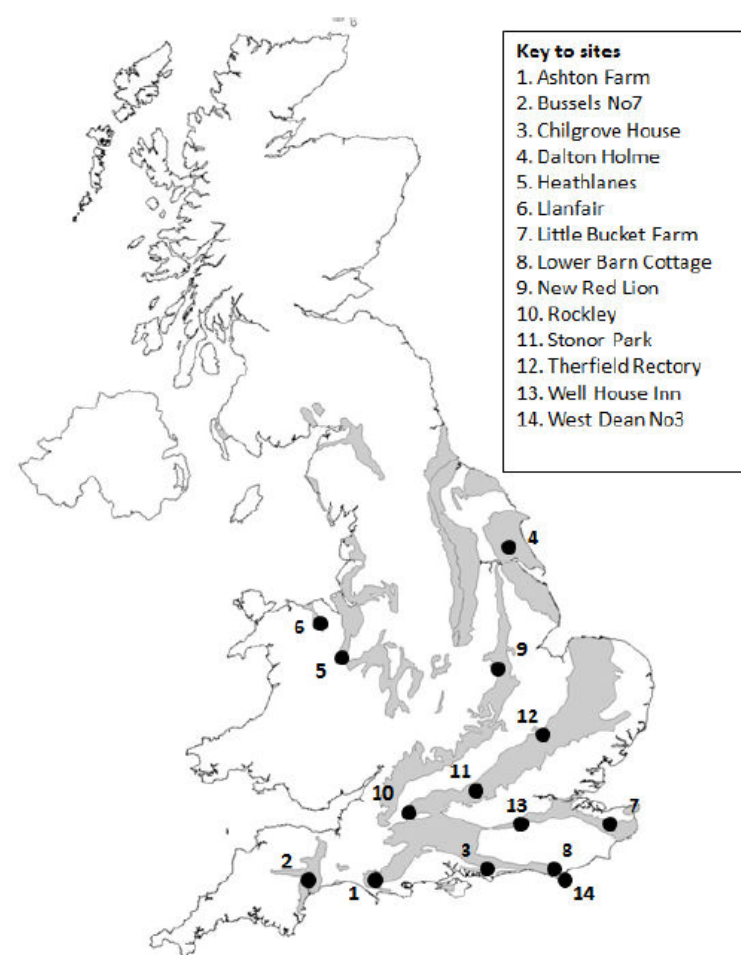 Key to sites
1. Ashton Farm
2. Bussels No7
3. Chilgrove House
4. Dalton Holme
5. Heathlanes
6. Llanfair
7. Little Bucket Farm
8. Lower Barn Cottage
9. New Red Lion
10. Rockley
11. Stonor Park
12. Therfield Rectory
13. Well House Inn
14. West Dean No3
4
6
5
9
12
11
10
13
7
3
8
2
1
14